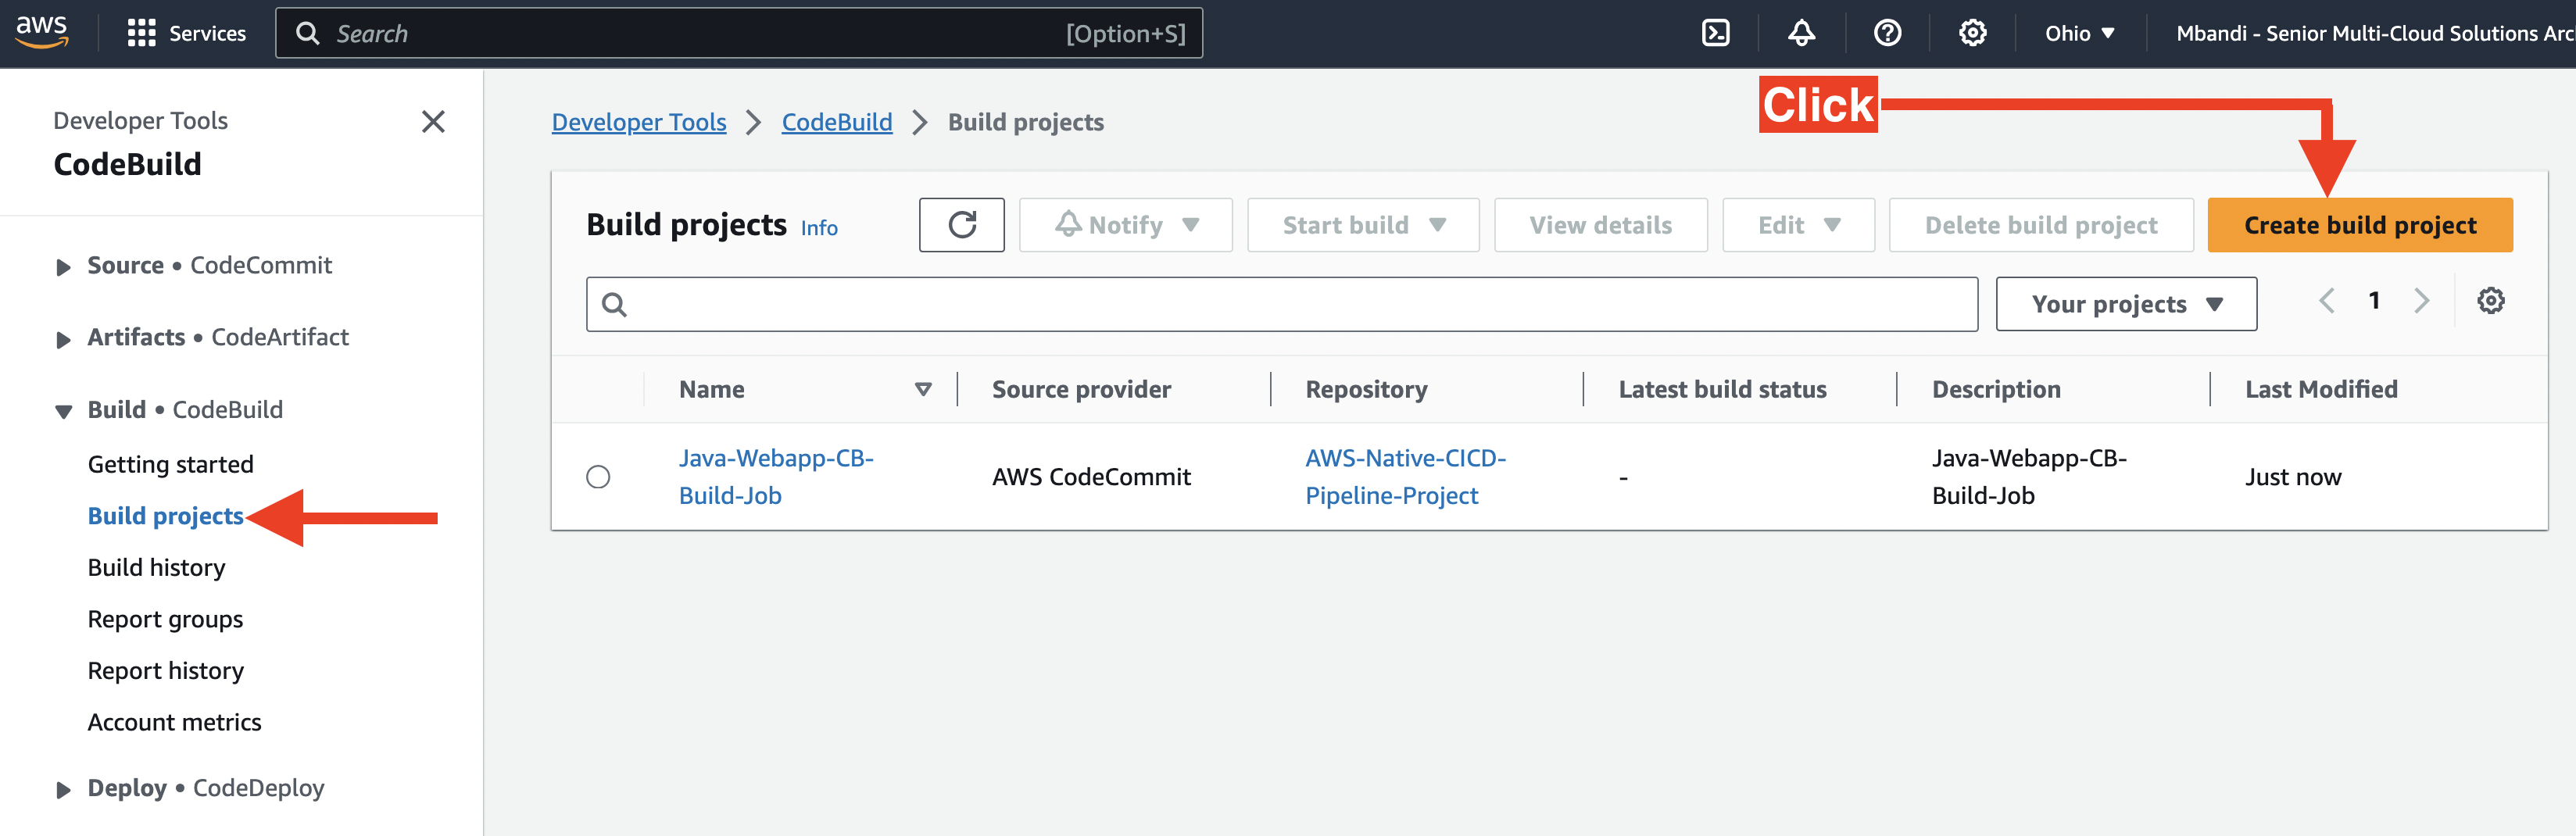 aws
Services
Search
[Option+S]
Ohio
Mbandi - Senior Multi-Cloud Solutions Arc
Developer Tools
CodeBuild
Source • CodeCommit
Artifacts • CodeArtifact
Build • CodeBuild
Getting started
Build projects
Build history
Report groups
Report history
Account metrics
Deploy • CodeDeploy
Developer Tools > CodeBuild > Build projects
Click
Build projects Info
Notify
Start build
View details
Edit
Delete build project
Create build project
Your projects
1
Name
Source provider
Repository
Latest build status
Description
Last Modified
Java-Webapp-CB-
Build-Job
AWS CodeCommit
AWS-Native-CICD-
Pipeline-Project
-
Java-Webapp-CB-
Build-Job
Just now